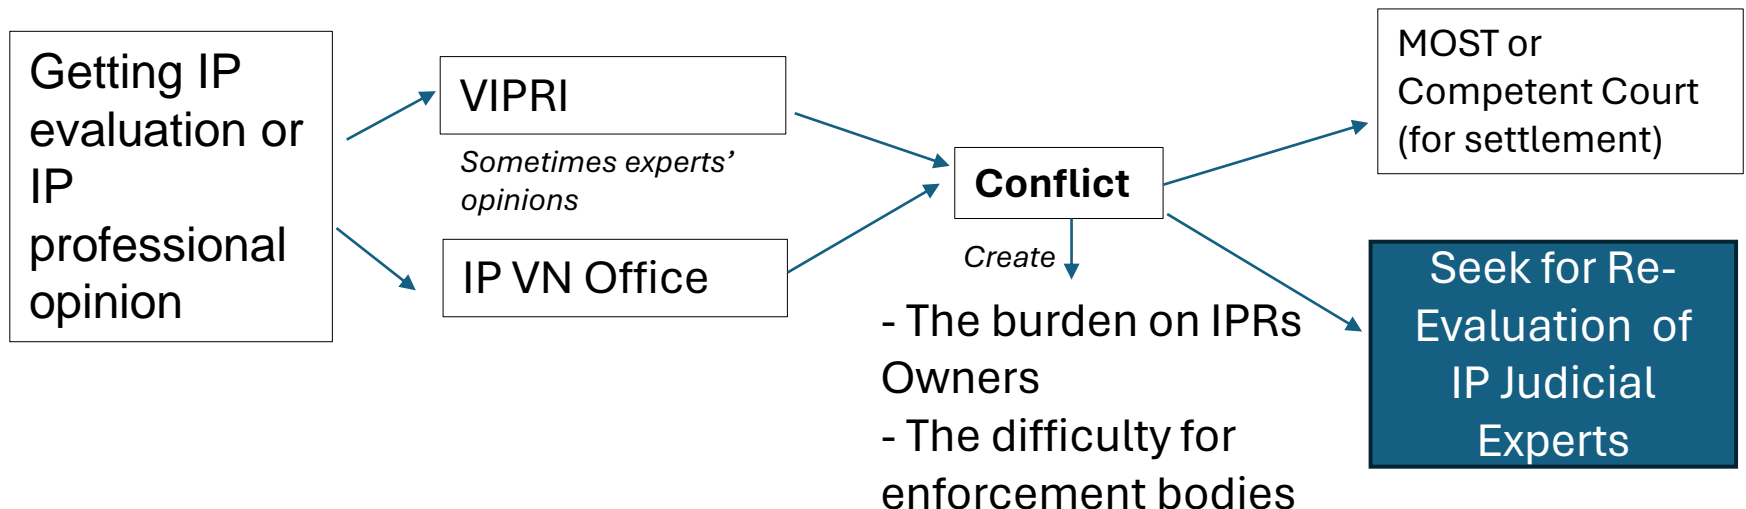 Getting IP
evaluation or
IP
professional
opinion
VIPRI
Sometimes experts’
opinions
IP VN Office
Conflict
Create
- The burden on IPRs
Owners
- The difficulty for
enforcement bodies
MOST or
Competent Court
(for settlement)
Seek for Re-
Evaluation of
IP Judicial
Experts